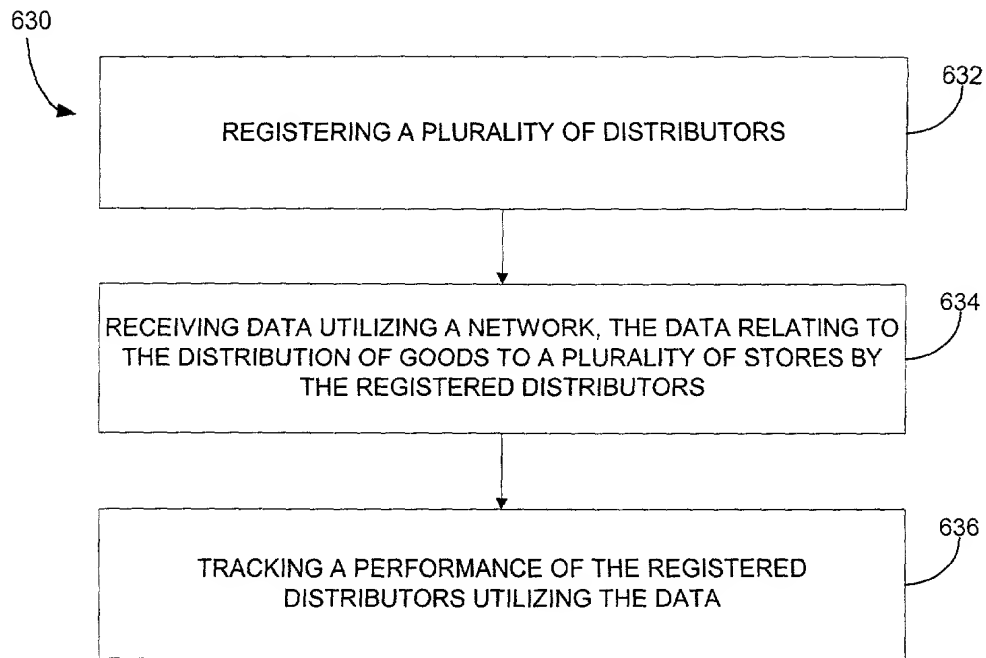 630
632
REGISTERING A PLURALITY OF DISTRIBUTORS
634
RECEIVING DATA UTILIZING A NETWORK, THE DATA RELATING TO
THE DISTRIBUTION OF GOODS TO A PLURALITY OF STORES BY
THE REGISTERED DISTRIBUTORS
636
TRACKING A PERFORMANCE OF THE REGISTERED
DISTRIBUTORS UTILIZING THE DATA